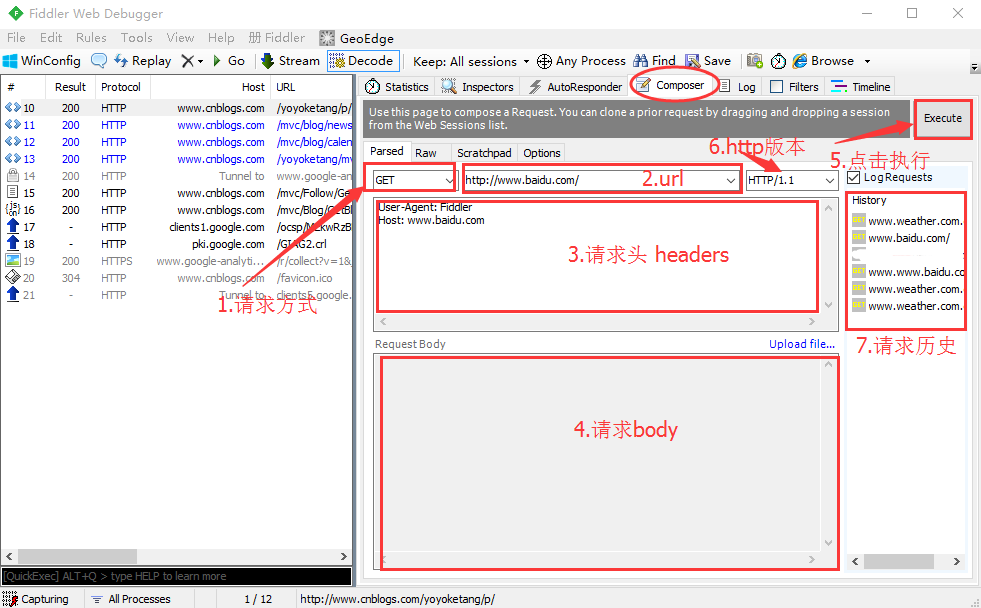 Fiddler Web Debugger
File Edit Rules Tools View Help Fiddler GeoEdge
WinConfig Replay Go Stream Decode Keep: All sessions Any Process Find Save Browse
# Result Protocol Host URL
10 200 HTTP www.cnblogs.com /yoyoketang/p/
11 200 HTTP www.cnblogs.com /mvc/blog/news
12 200 HTTP www.cnblogs.com /mvc/blog/calen
13 200 HTTP www.cnblogs.com /yoyoketang/mv
14 200 HTTP Tunnel to www.google-an
15 200 HTTP www.cnblogs.com /mvc/Follow/Ge
16 200 HTTP www.cnblogs.com
17 - HTTP clients1.google.com
18 - HTTP pki.google.com /GIAG2.crl
19 200 HTTPS www.google-analyti... /r/collect?v=1&
20 304 HTTP www.cnblogs.com /favicon.ico
21 - HTTP Tunnel to clients5.google.
1.请求方式
[QuickExec] ALT+Q > type HELP to learn more
Statistics Inspectors AutoResponder Composer Log Filters Timeline
Use this page to compose a Request. You can clone a prior request by dragging and dropping a session
from the Web Sessions list.
Execute
Parsed Raw Scratchpad Options
6.http版本
5.点击执行
GET http://www.baidu.com/ 2.url HTTP/1.1
Log Requests
User-Agent: Fiddler
Host: www.baidu.com
3.请求头 headers
History
GET www.weather.com.
GET www.baidu.com/
GET www.www.baidu.co
GET www.weather.com.
GET www.weather.com.
7.请求历史
Request Body Upload file...
4.请求body
Capturing All Processes 1 / 12 http://www.cnblogs.com/yoyoketang/p/